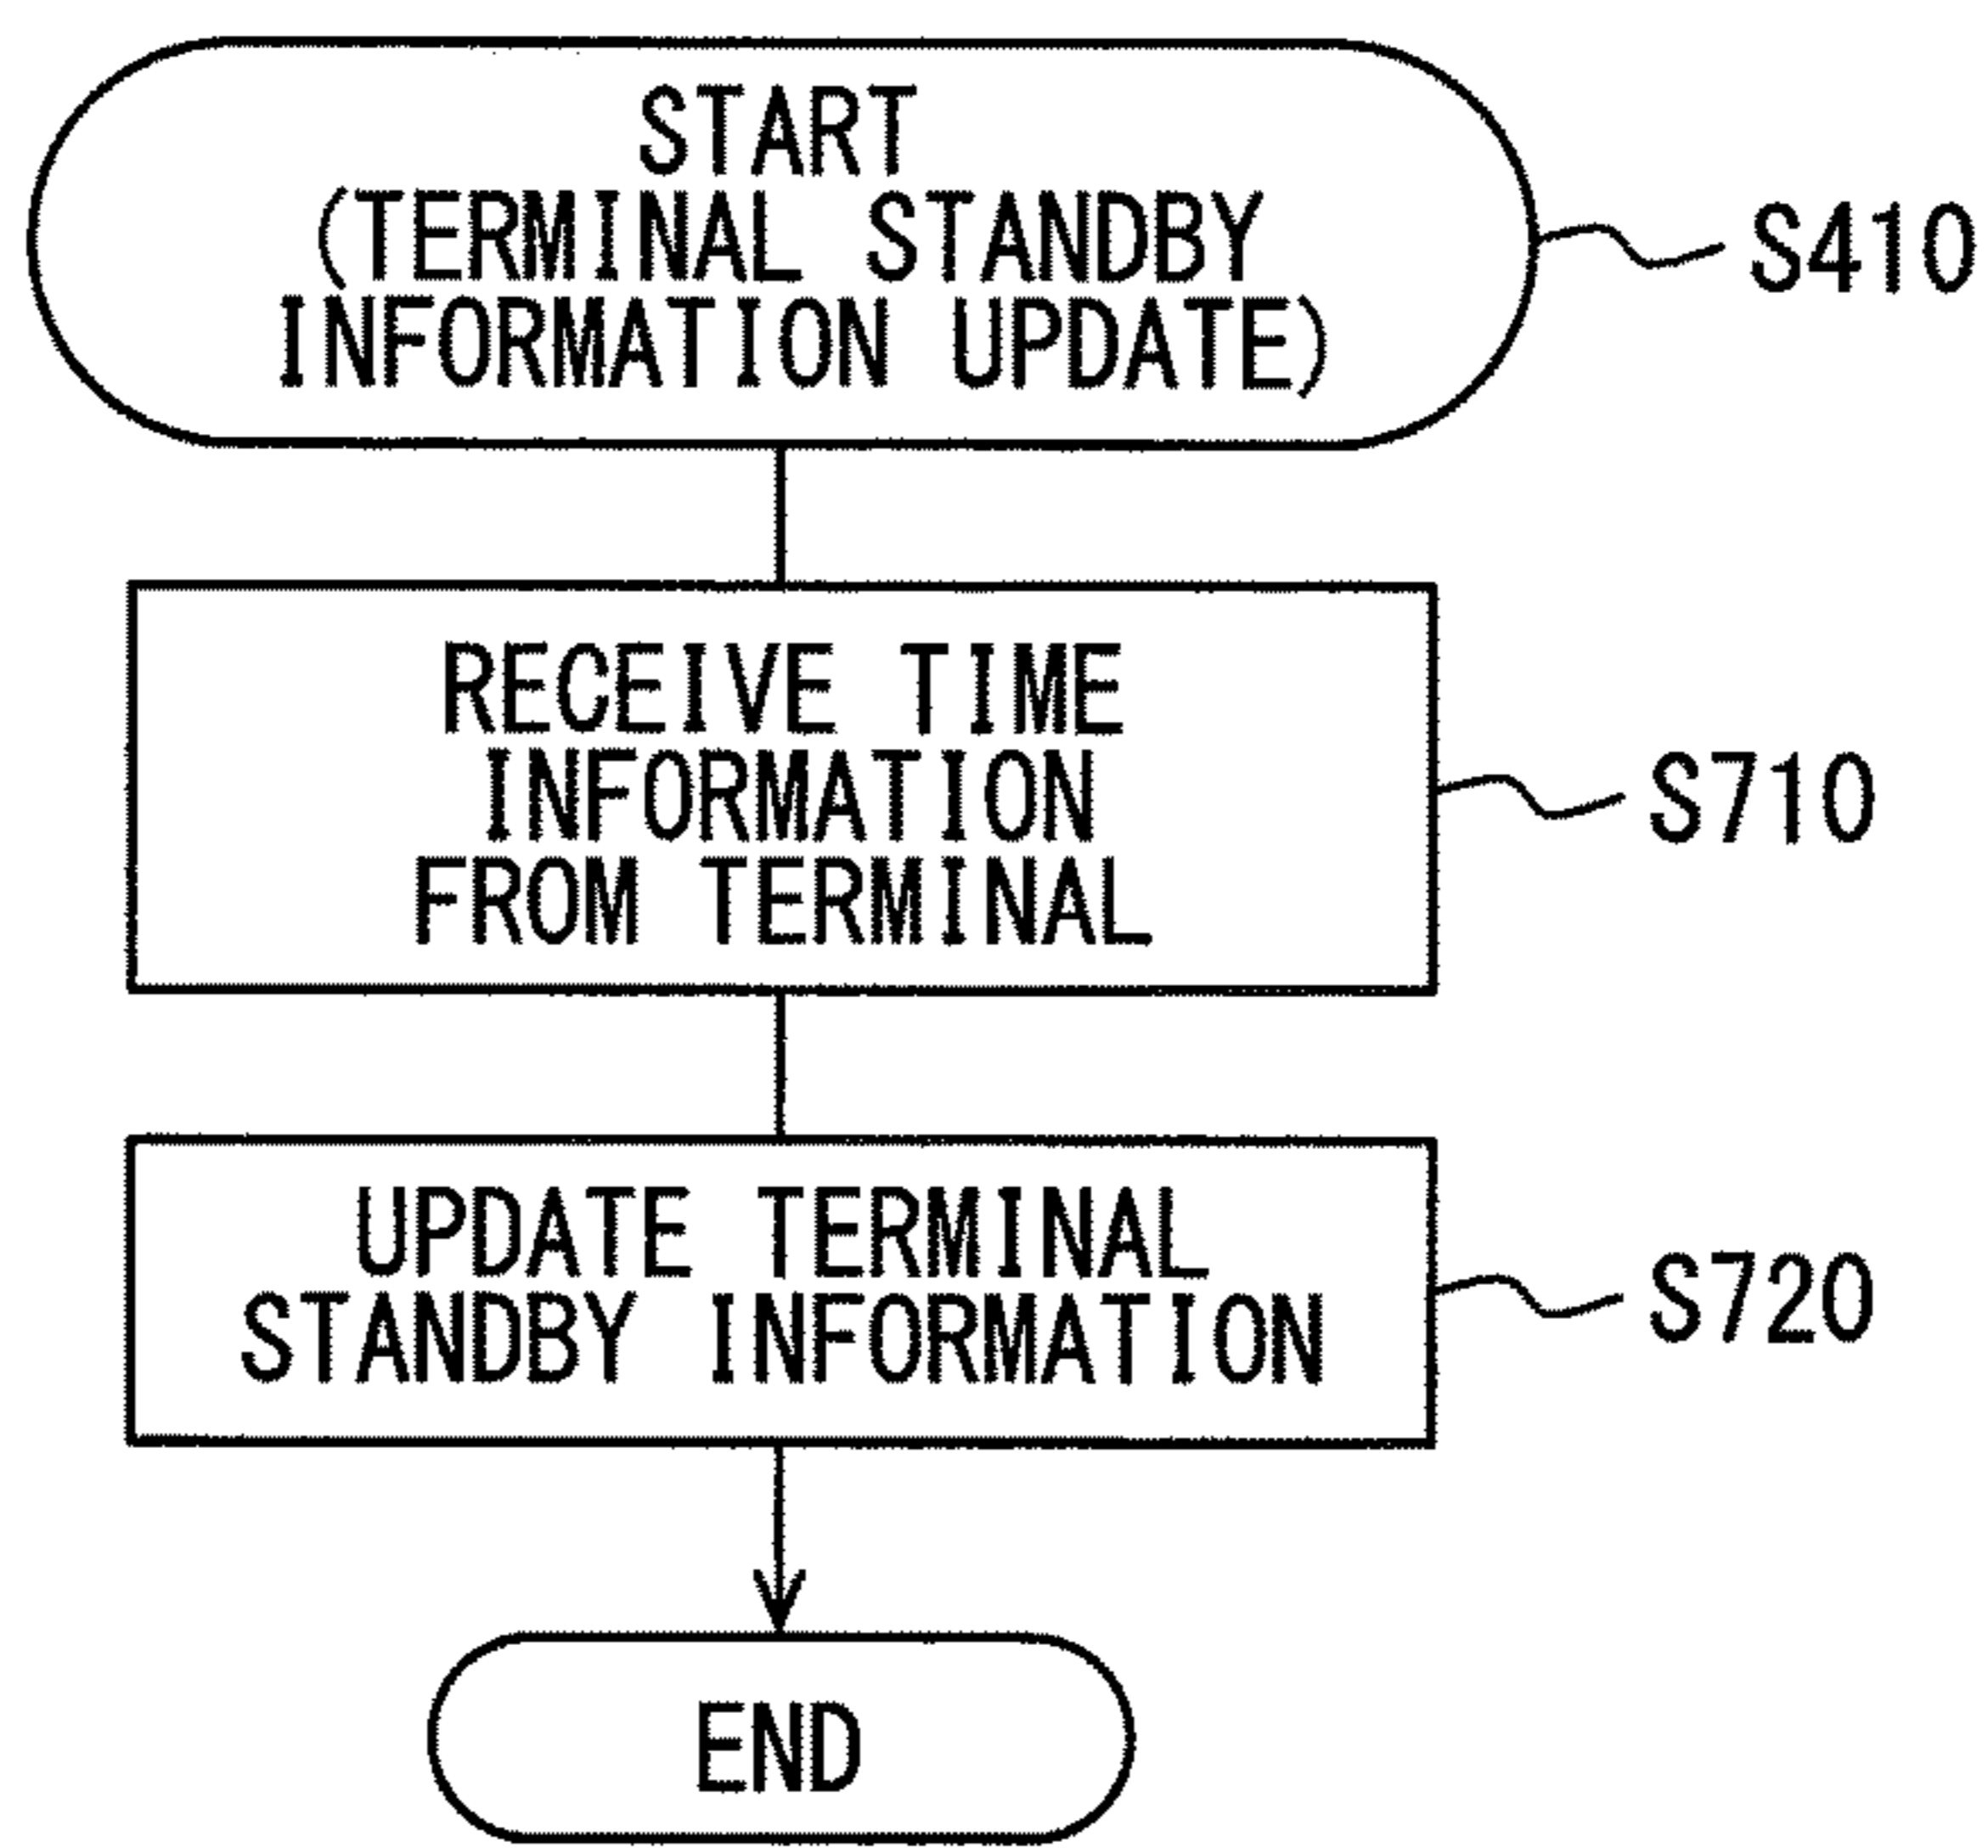 START
(TERMINAL STANDBY
INFORMATION UPDATE)
S410
RECEIVE TIME
INFORMATION
FROM TERMINAL
S710
UPDATE TERMINAL
STANDBY INFORMATION
S720
END